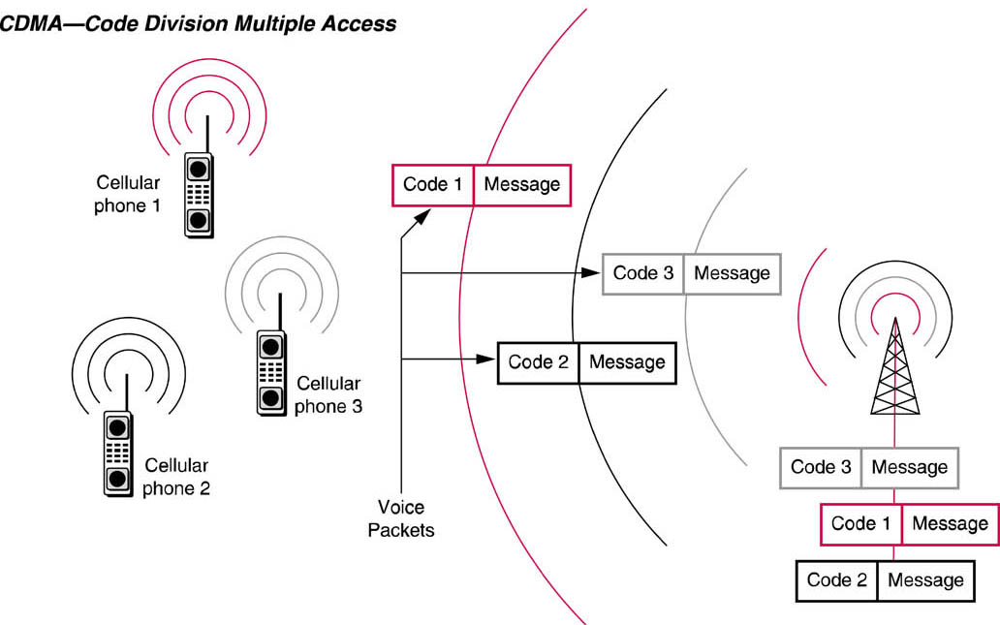 CDMA—Code Division Multiple Access
Cellular
phone 1
Code 1 Message
Code 3 Message
Code 2 Message
Cellular
phone 3
Cellular
phone 2
Voice
Packets
Code 3 Message
Code 1 Message
Code 2 Message